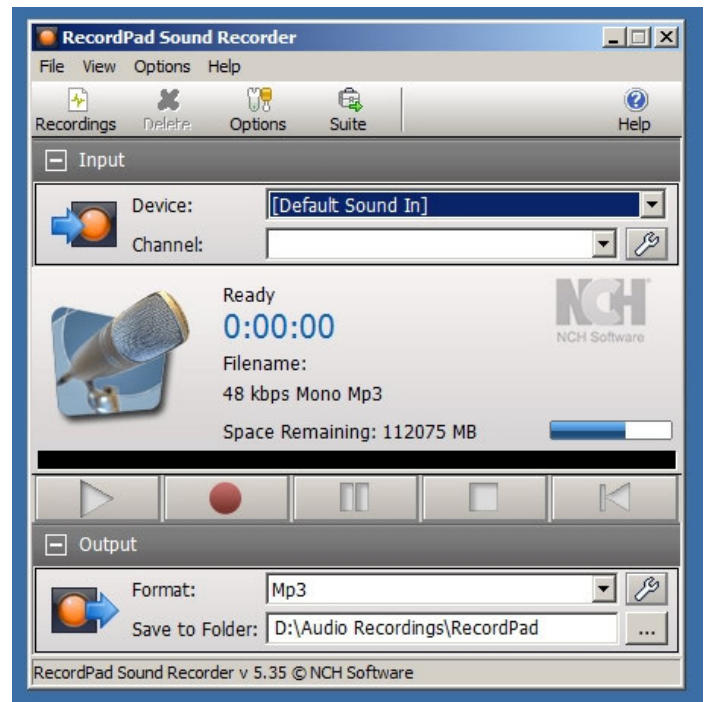 RecordPad Sound Recorder
File View Options Help
Recordings Delete Options Suite Help
Input
Device: [Default Sound In]
Channel:
Ready
0:00:00
NCH
NCH Software
Filename:
48 kbps Mono Mp3
Space Remaining: 112075 MB
Output
Format: Mp3
Save to Folder: D:\Audio Recordings\RecordPad ...
RecordPad Sound Recorder v 5.35 © NCH Software